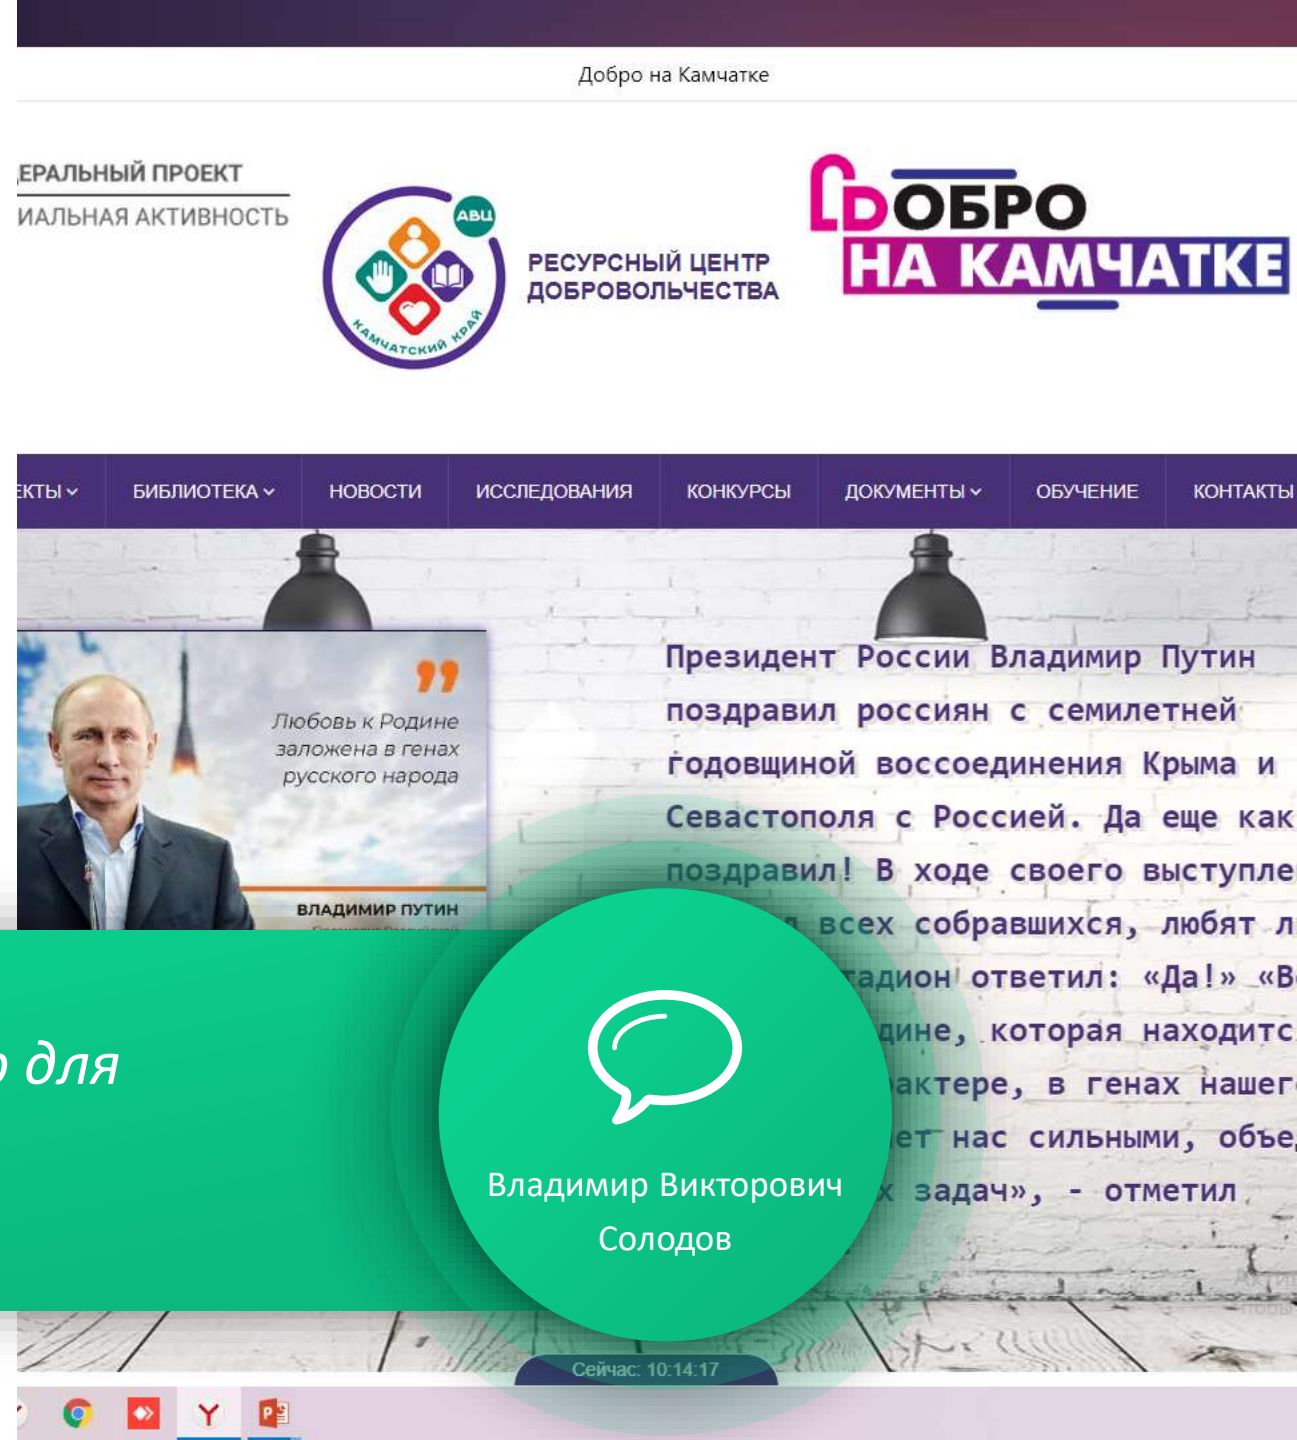 Добро на Камчатке
ЕРАЛЬНЫЙ ПРОЕКТ
ИАЛЬНАЯ АКТИВНОСТЬ
АВЦ
КАМЧАТСКИЙ КРАЙ
РЕСУРСНЫЙ ЦЕНТР
ДОБРОВОЛЬЧЕСТВА
ДОБРО
НА КАМЧАТКЕ
ЕКТЫ БИБЛИОТЕКА НОВОСТИ ИССЛЕДОВАНИЯ КОНКУРСЫ ДОКУМЕНТЫ ОБУЧЕНИЕ КОНТАКТЫ
Любовь к Родине
заложена в генах
русского народа
ВЛАДИМИР ПУТИН
Президент России Владимир Путин
поздравил россиян с семилетней
годовщиной воссоединения Крыма и
Севастополя с Россией. Да еще как
поздравил! В ходе своего выступле
всех собравшихся, любят л
тадион ответил: «Да!» «В
дине, которая находитс
актере, в генах нашег
ет нас сильными, объе
х задач», - отметил
о для
Владимир Викторович
Солодов
Сейчас: 10:14:17